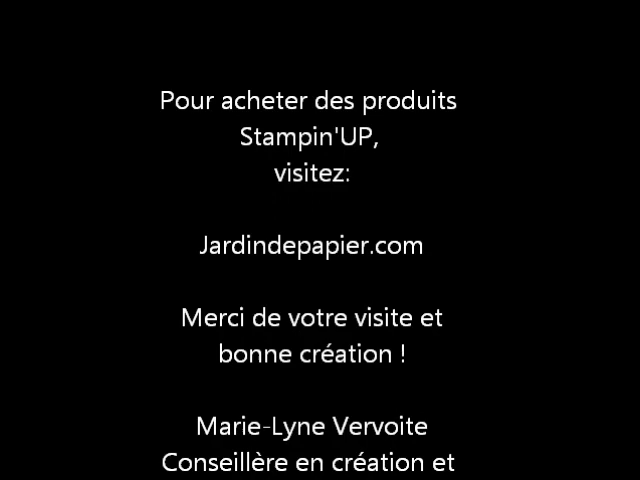 Pour acheter des produits
Stampin'UP,
visitez:
Jardindepapier.com
Merci de votre visite et
bonne création !
Marie-Lyne Vervoite
Conseillère en création et